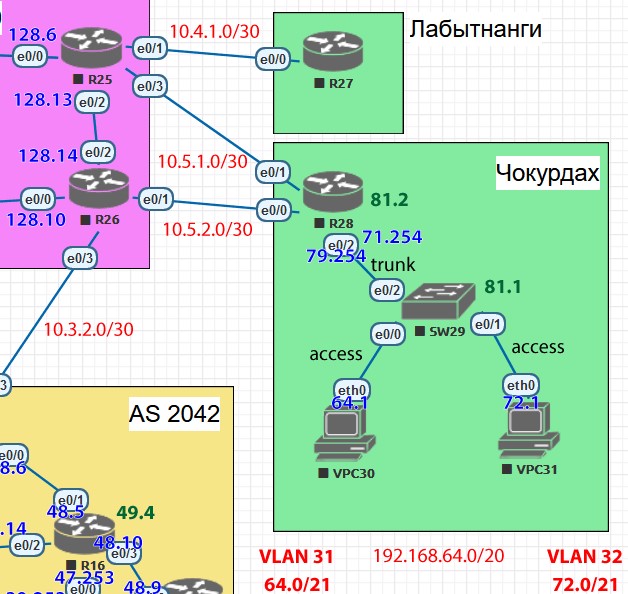 128.6
e0/0
R25
e0/1
10.4.1.0/30
e0/0
R27
Лабытнанги
e0/3
128.13
e0/2
128.14
e0/2
10.5.1.0/30
e0/1
Чокурдах
e0/0
R26
e0/1
e0/0
R28
81.2
128.10
10.5.2.0/30
e0/2
71.254
79.254
trunk
e0/3
e0/2
81.1
SW29
e0/1
e0/0
10.3.2.0/30
access
access
3
eth0
64.1
eth0
72.1
AS 2042
VPC30
VPC31
e0/0
8.6
e0/1
48.5
49.4
.14
e0/2
R16
48.10
e0/3
47.253
e0/0
48.9
VLAN 31
192.168.64.0/20
VLAN 32
64.0/21
72.0/21